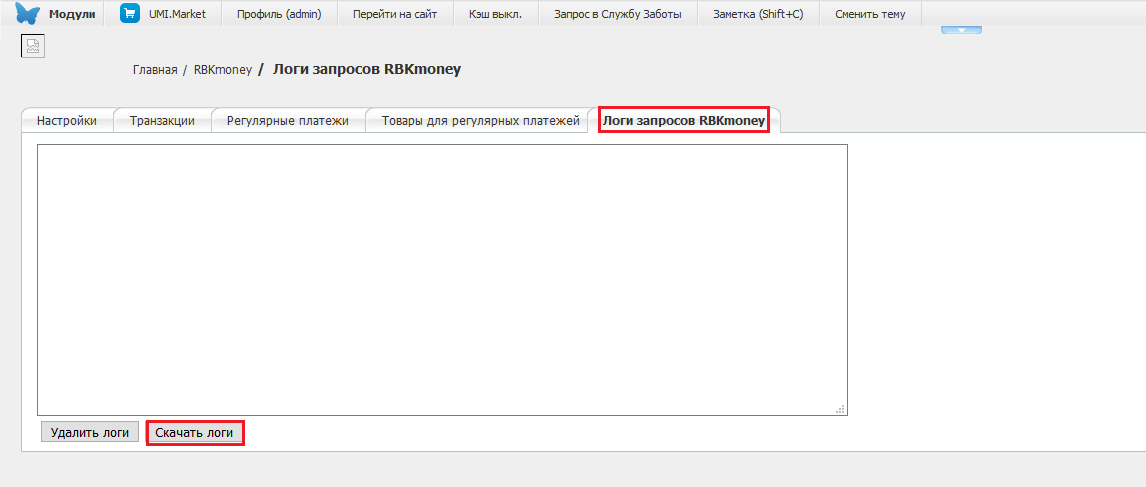 Модули UMI.Market Профиль (admin) Перейти на сайт Кэш выкл. Запрос в Службу Заботы Заметка (Shift+C) Сменить тему
Главная / RBKmoney / Логи запросов RBKmoney
Настройки Транзакции Регулярные платежи Товары для регулярных платежей Логи запросов RBKmoney
Удалить логи Скачать логи